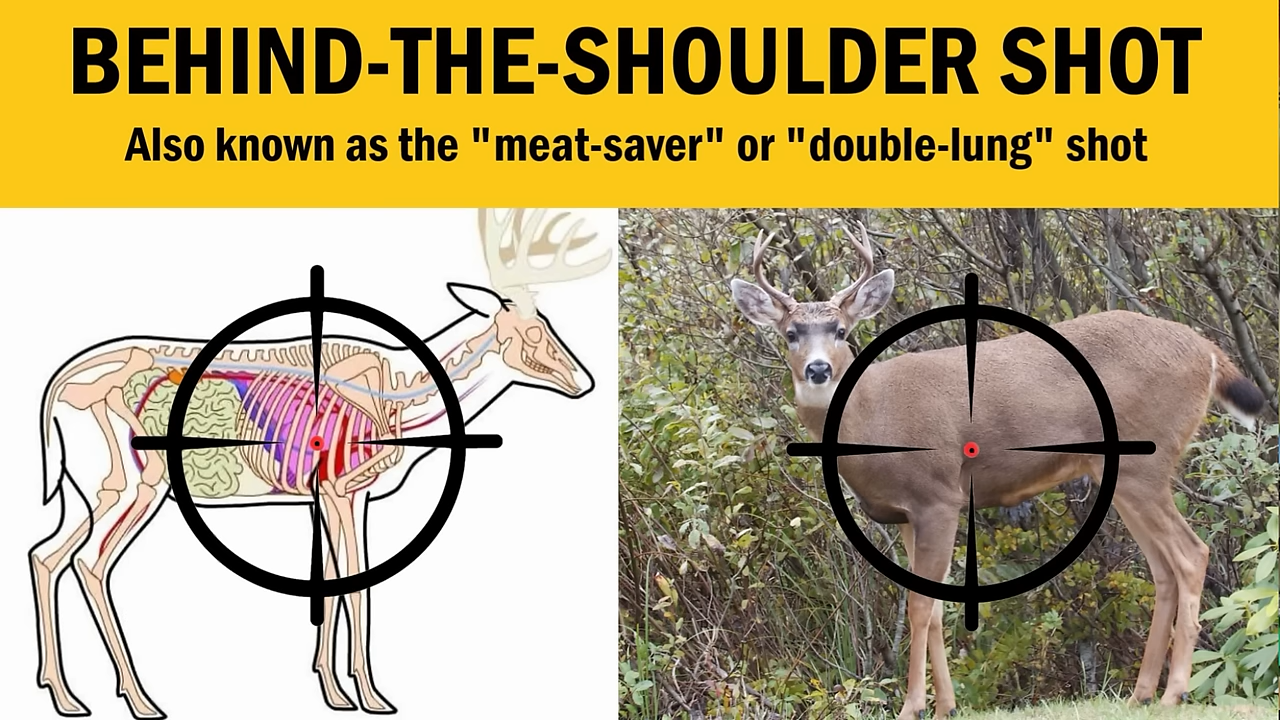 BEHIND-THE-SHOULDER SHOT
Also known as the "meat-saver" or "double-lung" shot